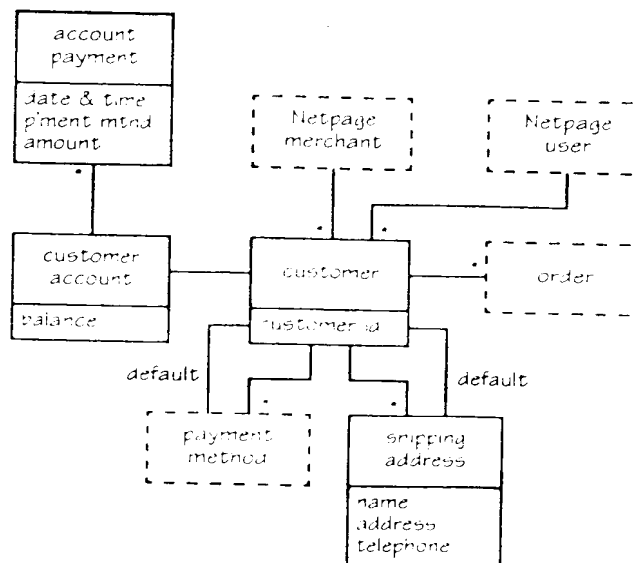 account
payment
date & time
p'ment mtnd
amount
Netpage
merchant
Netpage
user
customer
account
balance
customer
customer id
order
default
default
payment
method
shipping
address
name
address
telephone